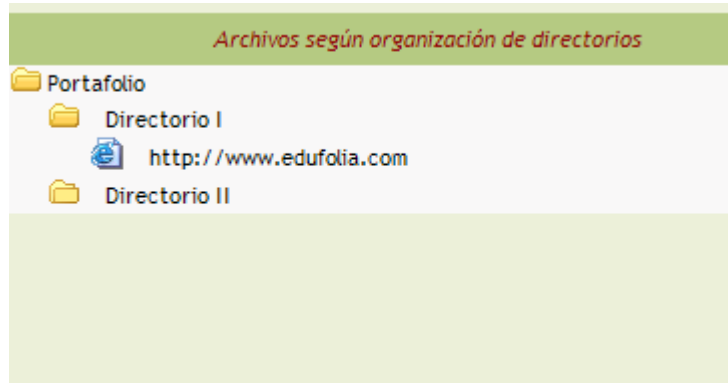 Archivos según organización de directorios
Portafolio
Directorio I
http://www.edufolia.com
Directorio II